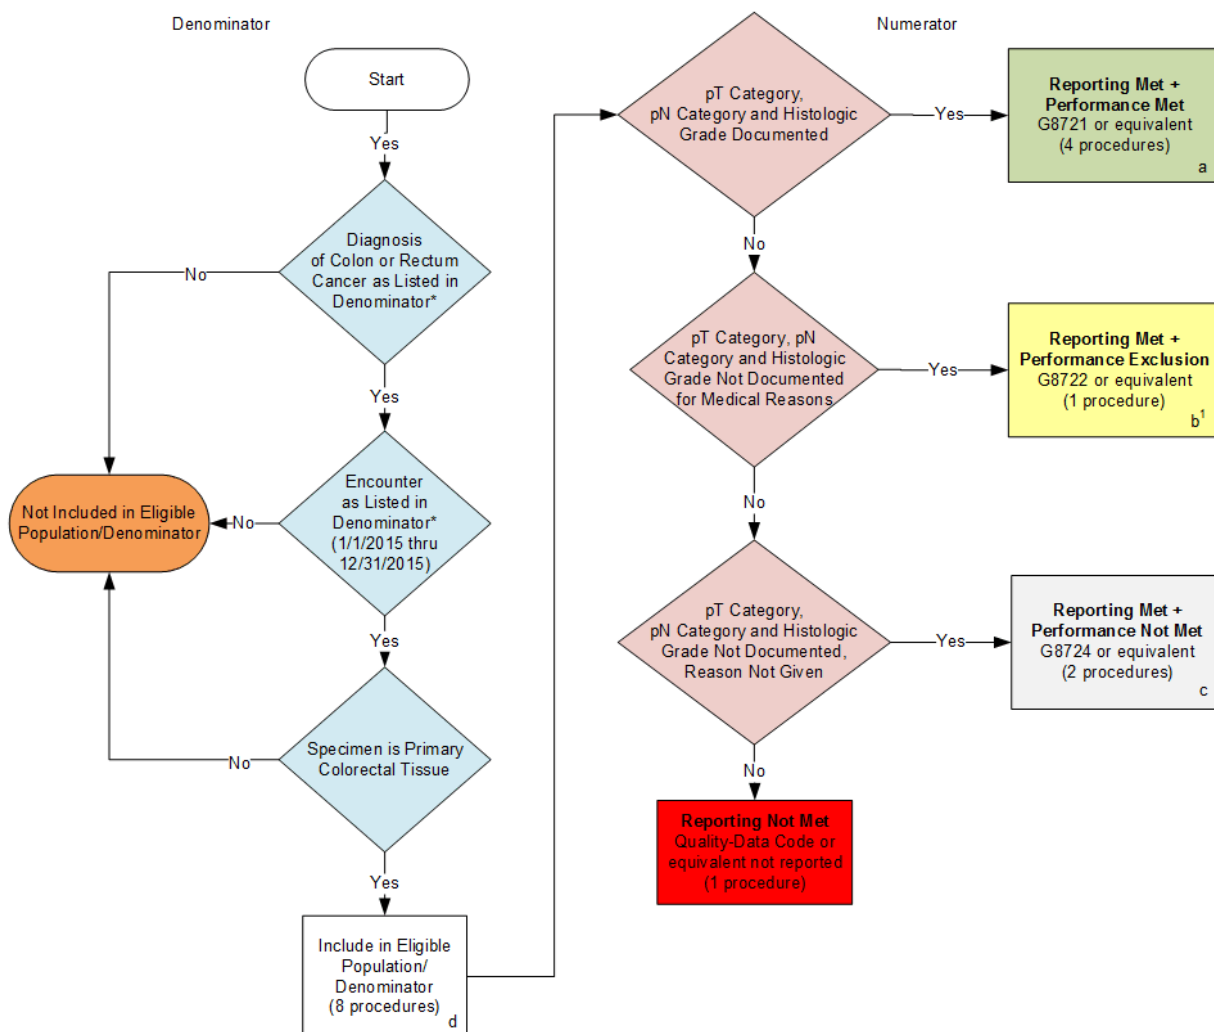 Denominator
Start
Yes
Diagnosis
of Colon or Rectum
Cancer as Listed in
Denominator*
No
Yes
Encounter
as Listed in
Denominator*
(1/1/2015 thru
12/31/2015)
No
Not Included in Eligible
Population/Denominator
Yes
Specimen is Primary
Colorectal Tissue
No
Yes
Include in Eligible
Population/
Denominator
(8 procedures)
d
Numerator
pT Category,
pN Category and Histologic
Grade Documented
Yes
Reporting Met +
Performance Met
G8721 or equivalent
(4 procedures)
a
No
pT Category, pN
Category and Histologic
Grade Not Documented
for Medical Reasons
Yes
Reporting Met +
Performance Exclusion
G8722 or equivalent
(1 procedure)
b¹
No
pT Category,
pN Category and Histologic
Grade Not Documented,
Reason Not Given
Yes
Reporting Met +
Performance Not Met
G8724 or equivalent
(2 procedures)
c
No
Reporting Not Met
Quality-Data Code or
equivalent not reported
(1 procedure)